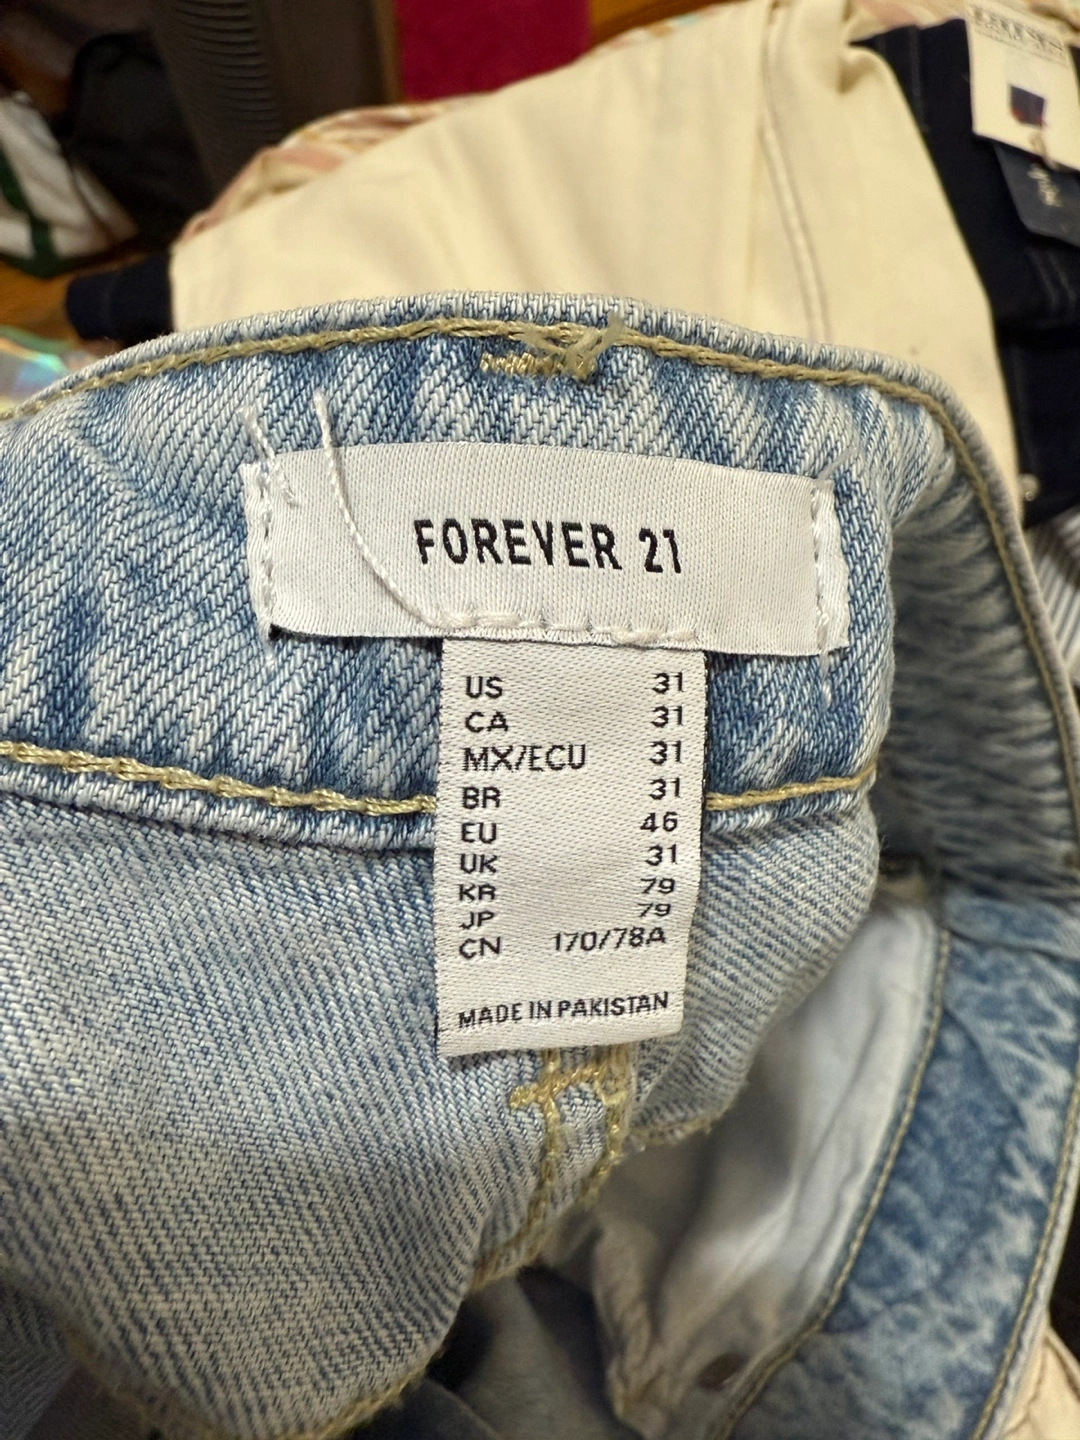 FOREVER 21
US 31
CA 31
MX/ECU 31
BR 31
EU 46
UK 31
KR 79
JP 79
CN 170/78A
MADE IN PAKISTAN